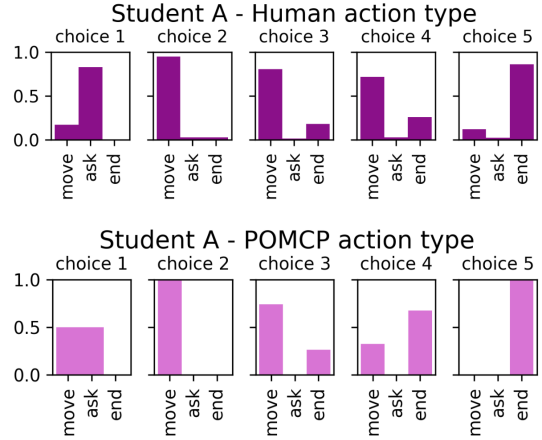 Student A - Human action type
choice 1 choice 2 choice 3 choice 4 choice 5
1.0
0.5
0.0
move ask end move ask end move ask end move ask end move ask end
Student A - POMCP action type
choice 1 choice 2 choice 3 choice 4 choice 5
1.0
0.5
0.0
move ask end move ask end move ask end move ask end move ask end